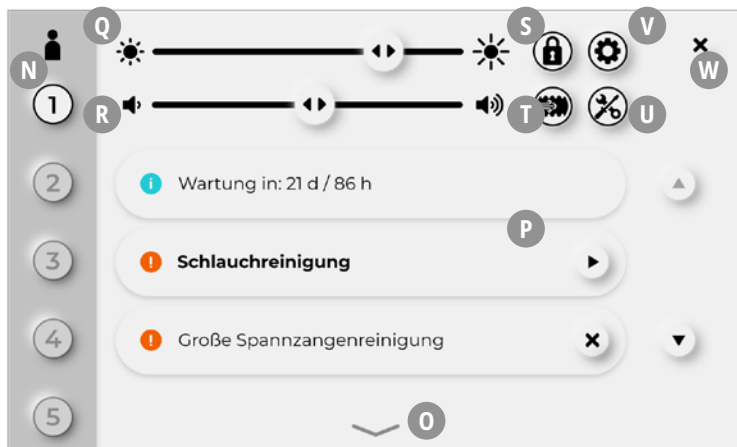 Q
S
V
N
W
1
R
T
U
2
i Wartung in: 21 d / 86 h
P
3
! Schlauchreinigung
4
! Große Spannzangenreinigung
5
O